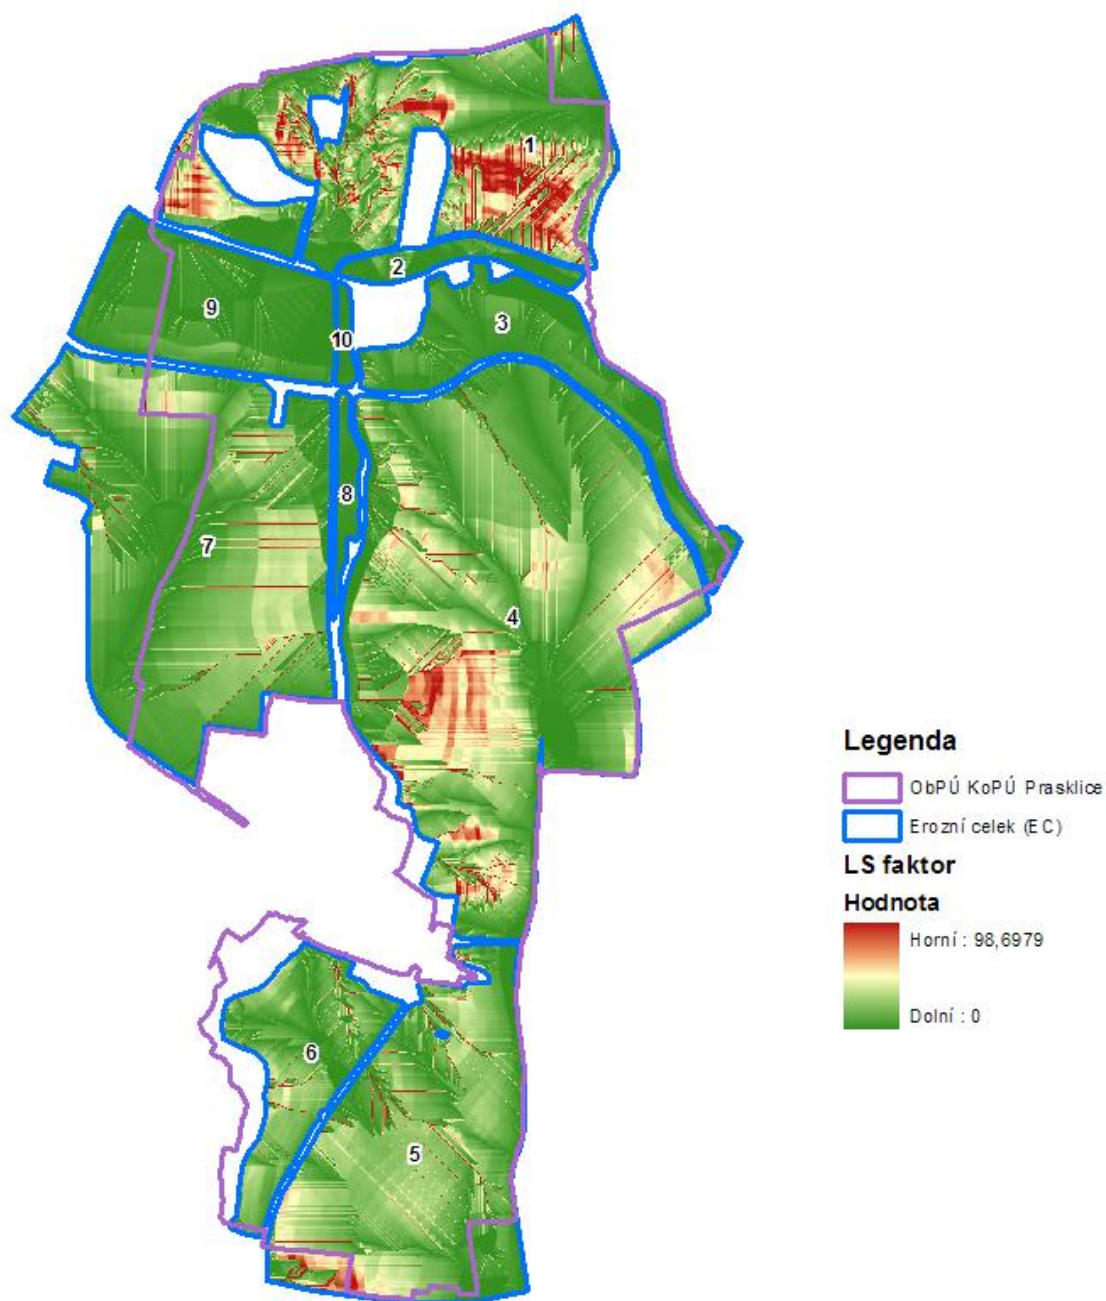 1
2
9
3
10
8
7
4
Legenda
ObPÚ KoPÚ Prasklice
Erozní celek (EC)
LS faktor
Hodnota
Horní : 98,6979
Dolní : 0
6
5